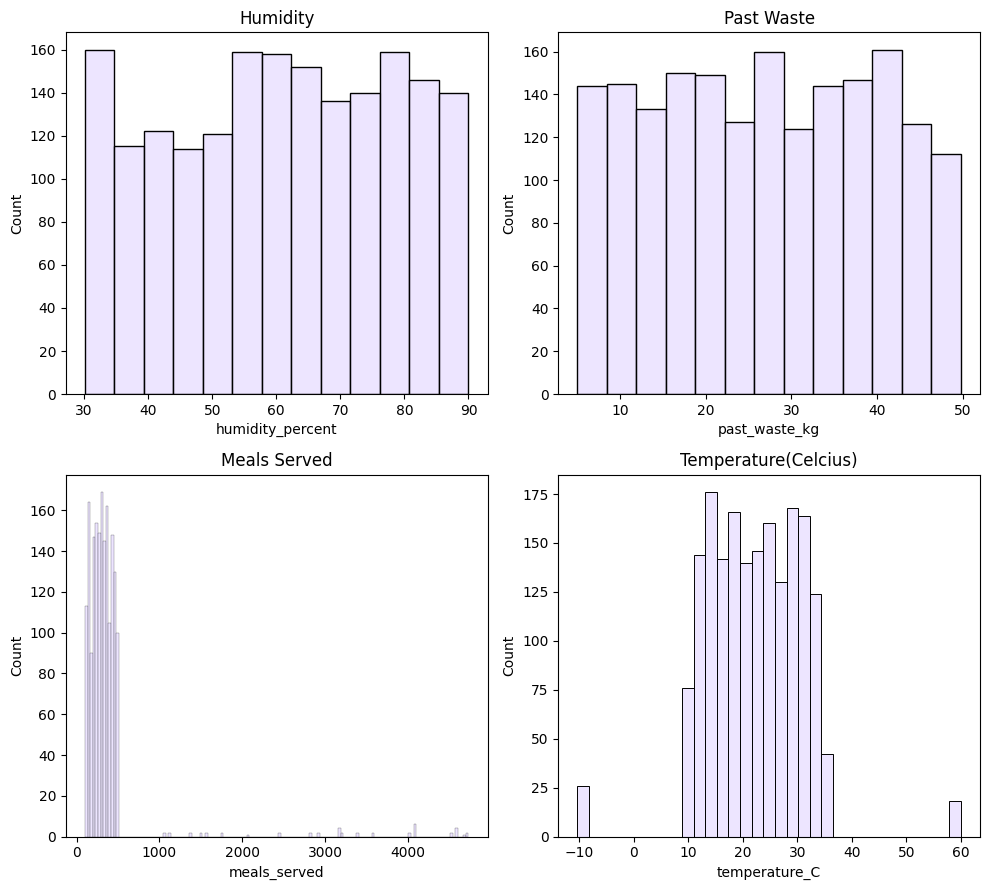 Humidity
160
140
120
100
80
60
40
20
0
Count
30 40 50 60 70 80 90
humidity_percent
Past Waste
160
140
120
100
80
60
40
20
0
Count
10 20 30 40 50
past_waste_kg
Meals Served
160
140
120
100
80
60
40
20
0
Count
0 1000 2000 3000 4000
meals_served
Temperature(Celcius)
175
150
125
100
75
50
25
0
Count
−10 0 10 20 30 40 50 60
temperature_C